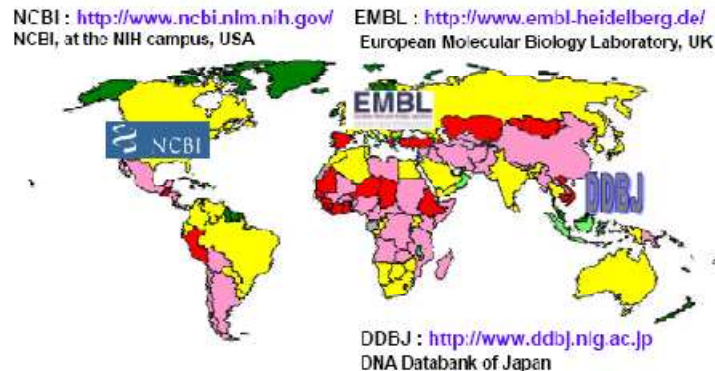 NCBI : http://www.ncbi.nlm.nih.gov/
NCBI, at the NIH campus, USA
EMBL : http://www.embl-heidelberg.de/
European Molecular Biology Laboratory, UK
EMBL
NCBI
DDBJ
DDBJ : http://www.ddbj.nig.ac.jp
DNA Databank of Japan